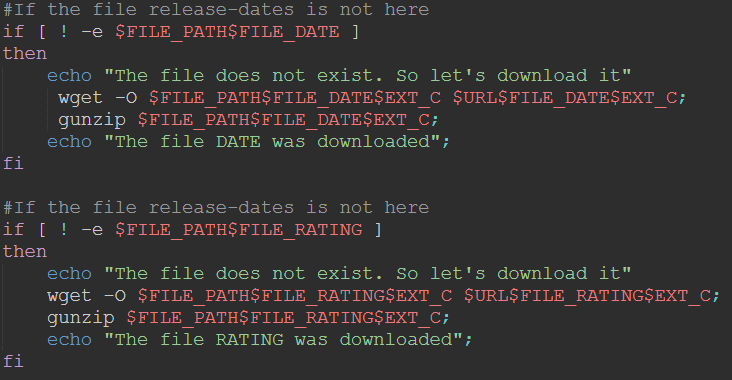 #If the file release-dates is not here
if [ ! -e $FILE_PATH$FILE_DATE ]
then
    echo "The file does not exist. So let's download it"
     wget -O $FILE_PATH$FILE_DATE$EXT_C $URL$FILE_DATE$EXT_C;
     gunzip $FILE_PATH$FILE_DATE$EXT_C;
    echo "The file DATE was downloaded";
fi

#If the file release-dates is not here
if [ ! -e $FILE_PATH$FILE_RATING ]
then
    echo "The file does not exist. So let's download it"
    wget -O $FILE_PATH$FILE_RATING$EXT_C $URL$FILE_RATING$EXT_C;
    gunzip $FILE_PATH$FILE_RATING$EXT_C;
    echo "The file RATING was downloaded";
fi